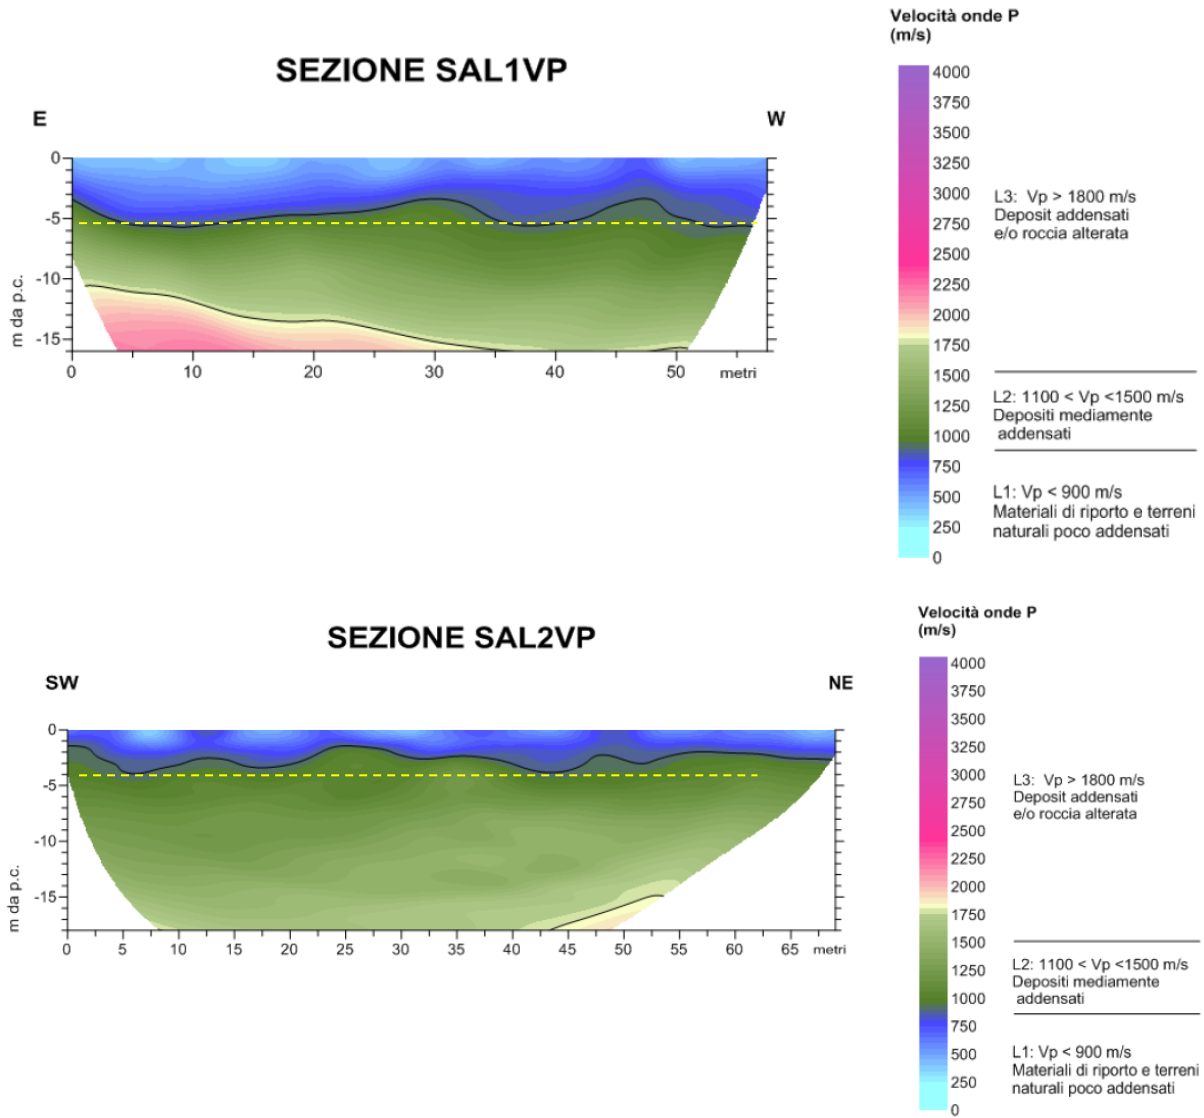 Velocità onde P
(m/s)
SEZIONE SAL1VP
E
W
4000
3750
3500
3250
3000
2750
2500
2250
2000
1750
1500
1250
1000
750
500
250
0
L3: Vp > 1800 m/s
Deposit addensati
e/o roccia alterata
L2: 1100 < Vp <1500 m/s
Depositi mediamente
addensati
L1: Vp < 900 m/s
Materiali di riporto e terreni
naturali poco addensati
0
-5
-10
-15
m da p.c.
0 10 20 30 40 50 metri
Velocità onde P
(m/s)
SEZIONE SAL2VP
SW
NE
4000
3750
3500
3250
3000
2750
2500
2250
2000
1750
1500
1250
1000
750
500
250
0
L3: Vp > 1800 m/s
Deposit addensati
e/o roccia alterata
L2: 1100 < Vp <1500 m/s
Depositi mediamente
addensati
L1: Vp < 900 m/s
Materiali di riporto e terreni
naturali poco addensati
0
-5
-10
-15
m da p.c.
0 5 10 15 20 25 30 35 40 45 50 55 60 65 metri